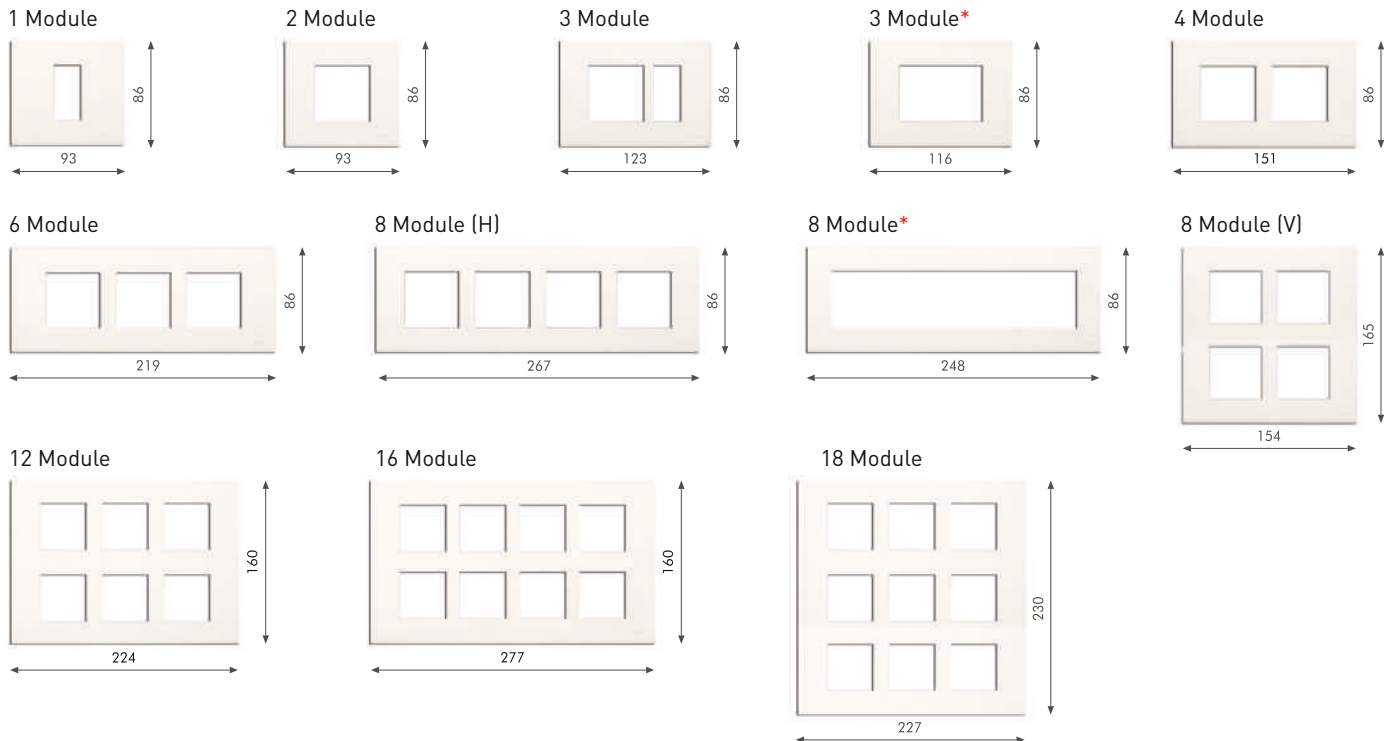 1 Module
2 Module
3 Module
3 Module*
4 Module
86
86
86
86
86
93
93
123
116
151
6 Module
8 Module (H)
8 Module*
8 Module (V)
86
86
86
165
219
267
248
154
12 Module
16 Module
18 Module
160
160
230
224
277
227